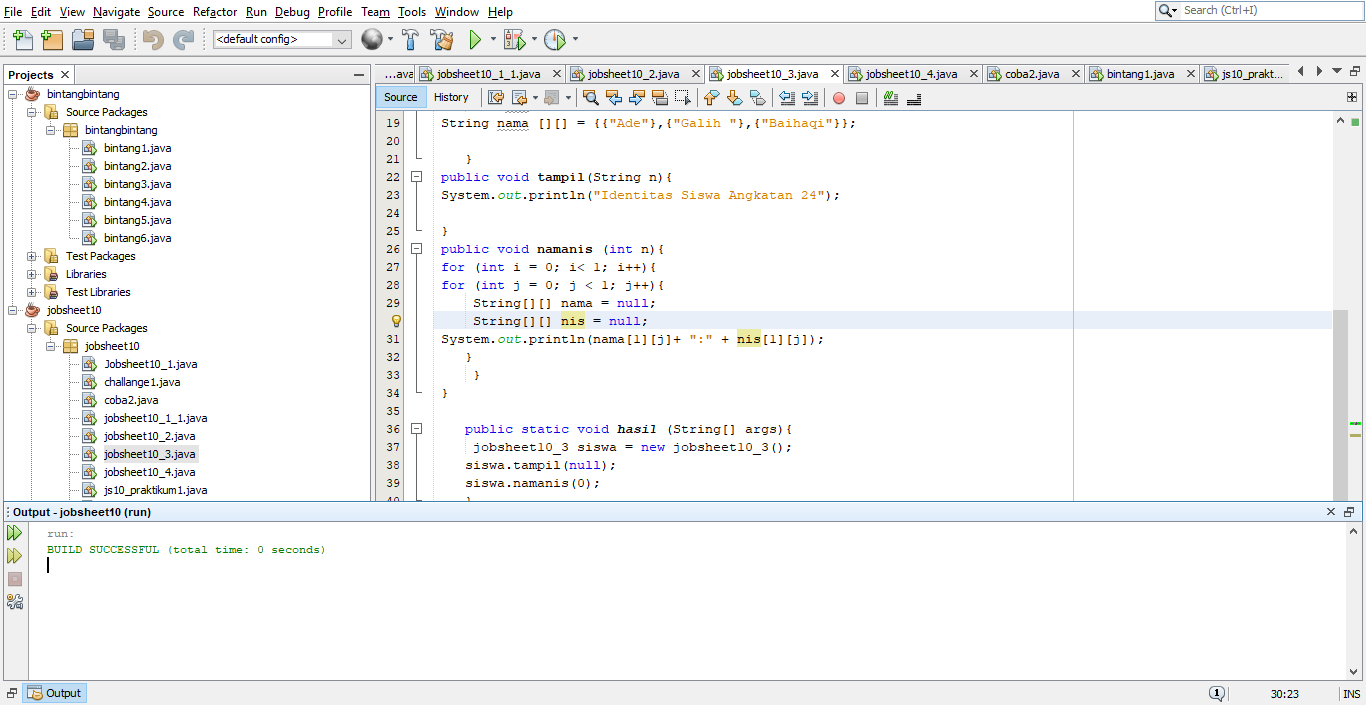 File Edit View Navigate Source Refactor Run Debug Profile Team Tools Window Help
Search (Ctrl+I)
<default config>
Projects
...ava jobsheet10_1_1.java jobsheet10_2.java jobsheet10_3.java jobsheet10_4.java coba2.java bintang1.java js10_prakt...
Source History
bintangbintang
Source Packages
bintangbintang
bintang1.java
bintang2.java
bintang3.java
bintang4.java
bintang5.java
bintang6.java
Test Packages
Libraries
Test Libraries
jobsheet10
Source Packages
jobsheet10
Jobsheet10_1.java
challange1.java
coba2.java
jobsheet10_1_1.java
jobsheet10_2.java
jobsheet10_3.java
jobsheet10_4.java
js10_praktikum1.java
19 String nama [][] = {{"Ade"},{"Galih "},{"Baihaqi"}};
20
21 }
22 public void tampil(String n){
23 System.out.println("Identitas Siswa Angkatan 24");
24
25 }
26 public void namanis (int n){
27 for (int i = 0; i< 1; i++){
28 for (int j = 0; j < 1; j++){
29 String[][] nama = null;
String[][] nis = null;
31 System.out.println(nama[1][j]+ ":" + nis[1][j]);
32 }
33 }
34 }
35
36 public static void hasil (String[] args){
37 jobsheet10_3 siswa = new jobsheet10_3();
38 siswa.tampil(null);
39 siswa.namanis(0);
40 }
Output - jobsheet10 (run)
run:
BUILD SUCCESSFUL (total time: 0 seconds)
Output
1 30:23 INS